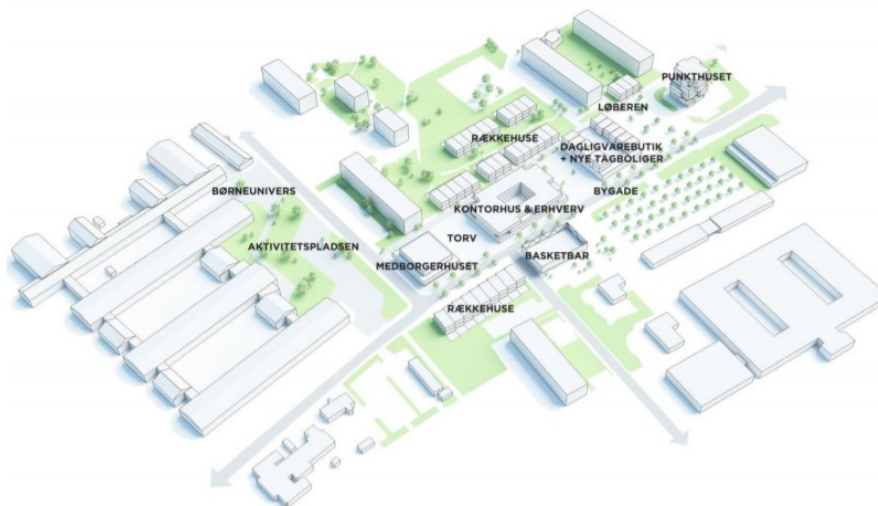 PUNKTHUSET
LØBEREN
RÆKKEHUSE
DAGLIGVAREBUTIK
+ NYE TAGBOLIGER
BØRNEUNIVERS
BYGADE
KONTORHUS & ERHVERV
TORV
AKTIVITETSPLADSEN
BASKETBAR
MEDBORGERHUSET
RÆKKEHUSE